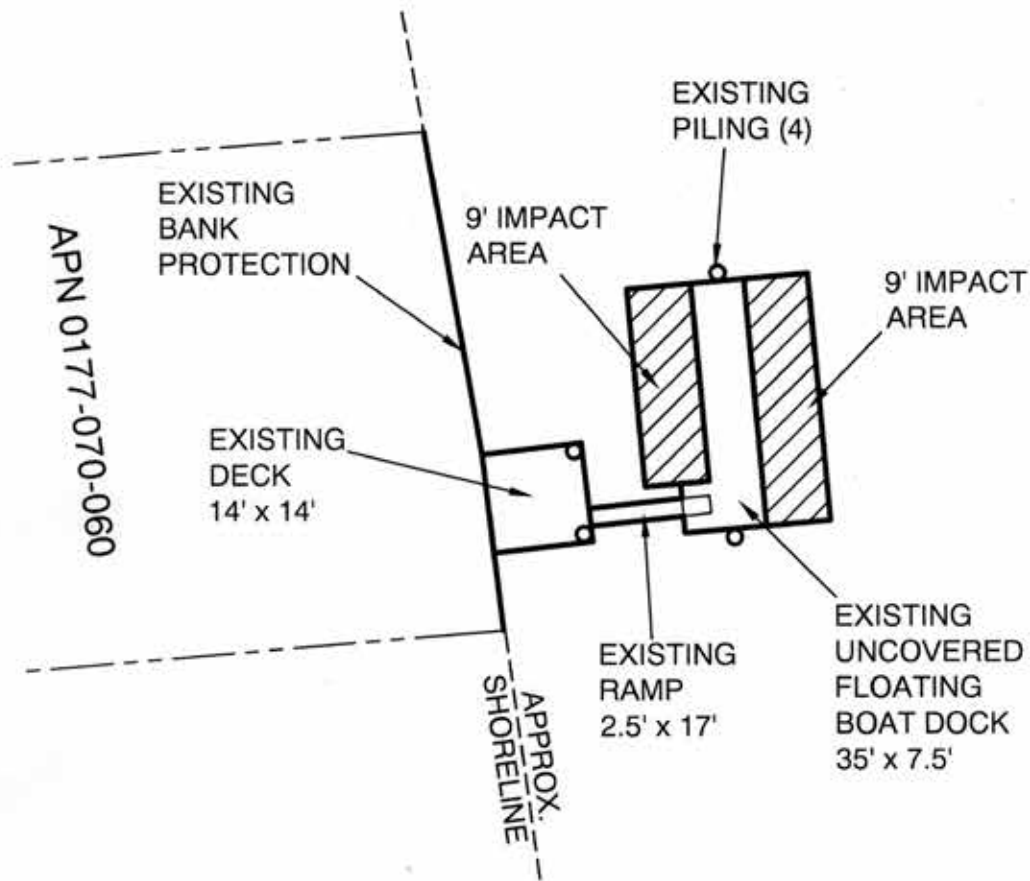 EXISTING
PILING (4)
EXISTING
BANK
PROTECTION
9' IMPACT
AREA
9' IMPACT
AREA
APN 0177-070-060
EXISTING
DECK
14' x 14'
EXISTING
RAMP
2.5' x 17'
EXISTING
UNCOVERED
FLOATING
BOAT DOCK
35' x 7.5'
APPROX.
SHORELINE